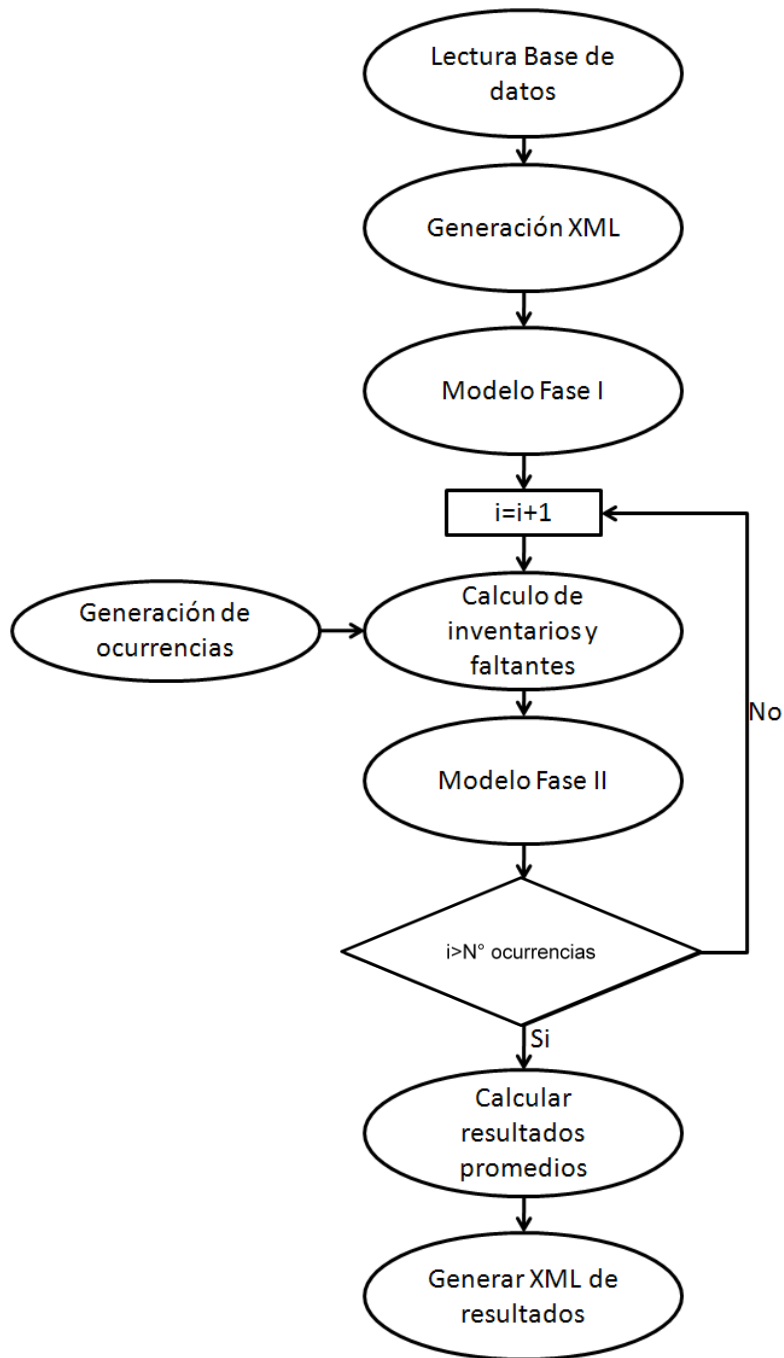 Lectura Base de
datos
Generación XML
Modelo Fase I
i=i+1
Generación de
ocurrencias
Calculo de
inventarios y
faltantes
No
Modelo Fase II
i>N° ocurrencias
Si
Calcular
resultados
promedios
Generar XML de
resultados